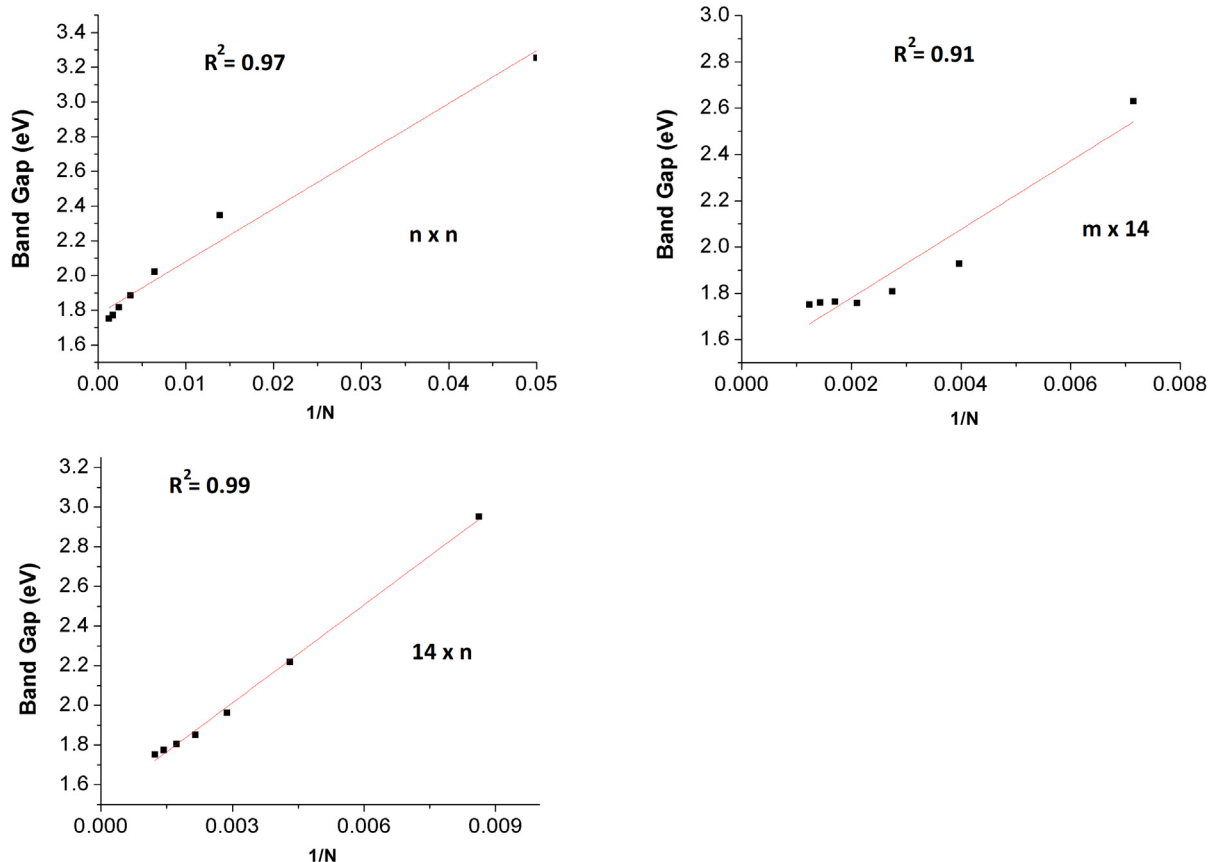 R²= 0.97
n x n
Band Gap (eV)
3.4
3.2
3.0
2.8
2.6
2.4
2.2
2.0
1.8
1.6
0.00 0.01 0.02 0.03 0.04 0.05
1/N
R²= 0.91
m x 14
Band Gap (eV)
3.0
2.8
2.6
2.4
2.2
2.0
1.8
1.6
0.000 0.002 0.004 0.006 0.008
1/N
R²= 0.99
14 x n
Band Gap (eV)
3.2
3.0
2.8
2.6
2.4
2.2
2.0
1.8
1.6
0.000 0.003 0.006 0.009
1/N